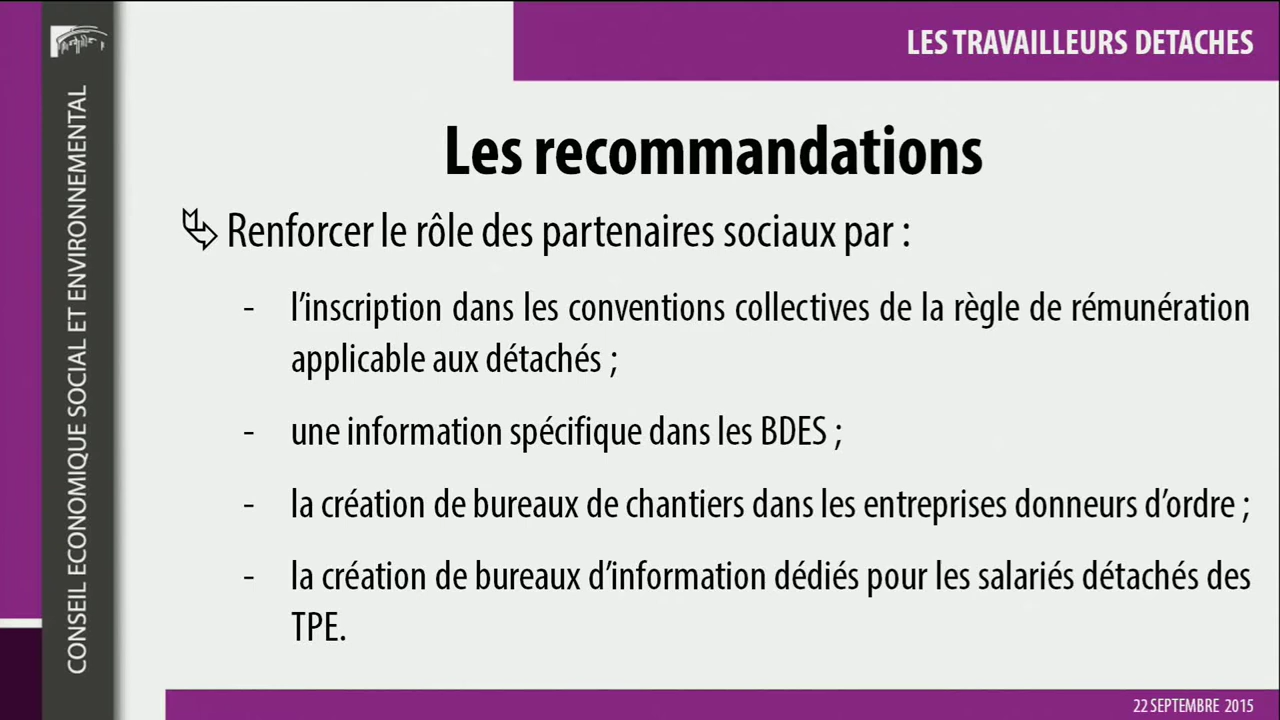 LES TRAVAILLEURS DETACHES
CONSEIL ECONOMIQUE SOCIAL ET ENVIRONNEMENTAL
Les recommandations
Renforcer le rôle des partenaires sociaux par :
- l’inscription dans les conventions collectives de la règle de rémunération
applicable aux détachés ;
- une information spécifique dans les BDES ;
- la création de bureaux de chantiers dans les entreprises donneurs d’ordre ;
- la création de bureaux d’information dédiés pour les salariés détachés des
TPE.
22 SEPTEMBRE 2015